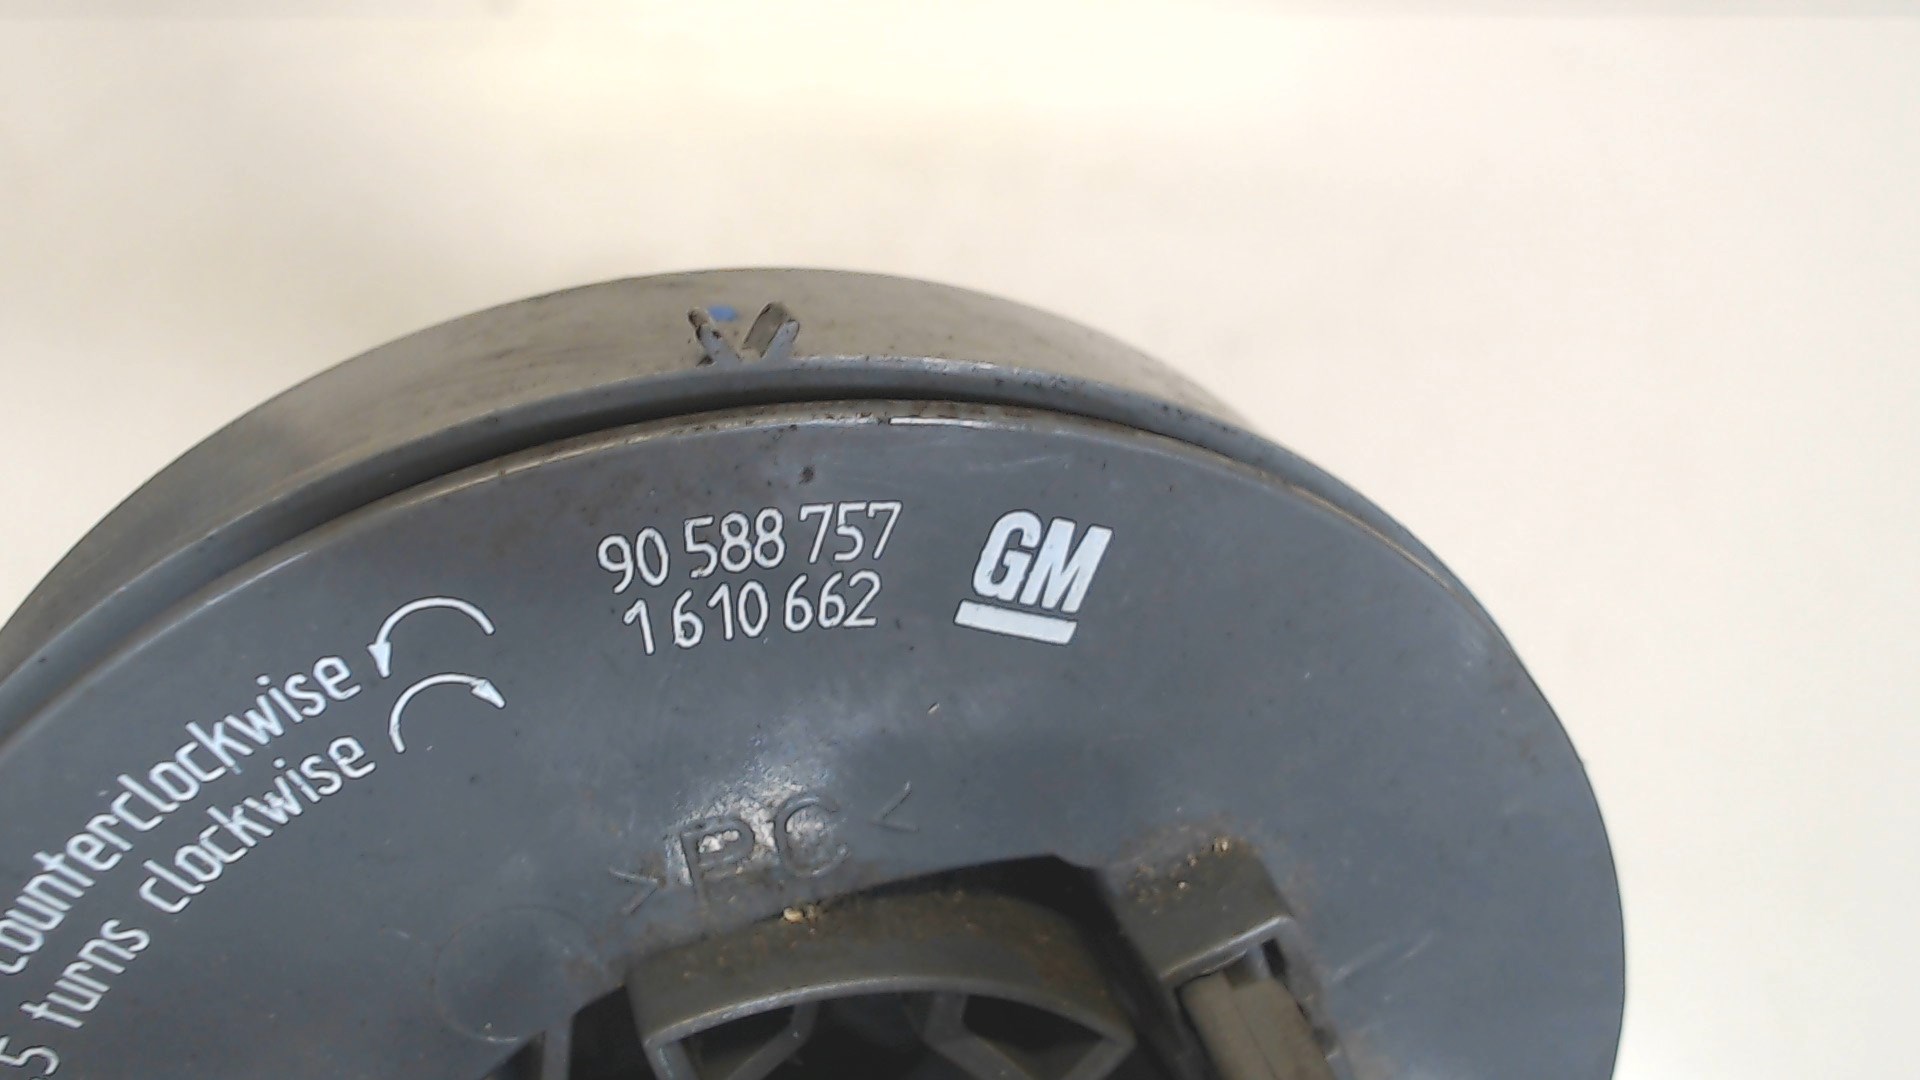 90 588 757
1 610 662
GM
counterclockwise
5 turns clockwise
>PC<